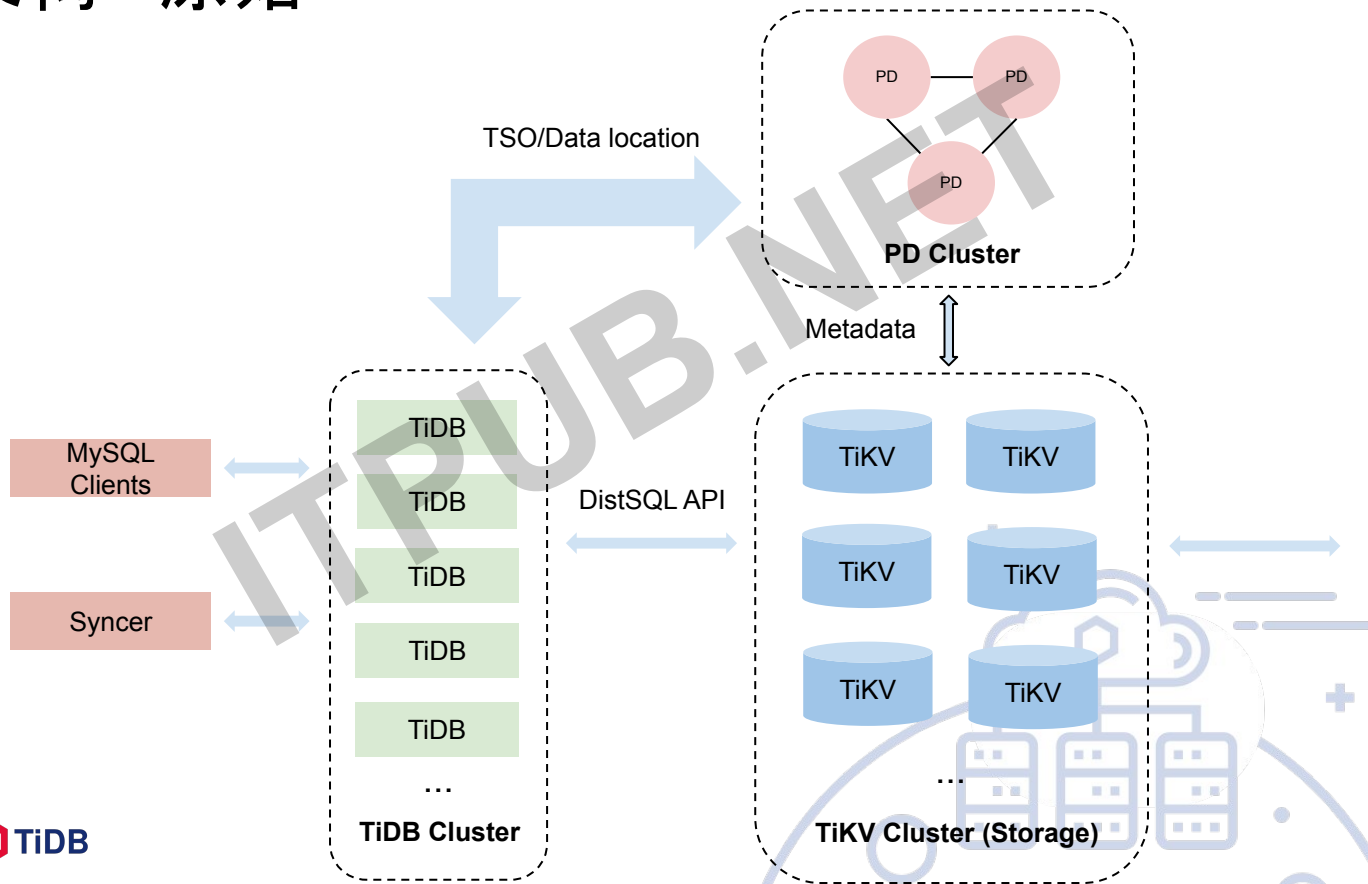 PD
PD
TSO/Data location
PD
PD Cluster
Metadata
TiDB
MySQL
Clients
TiKV
TiKV
TiDB
DistSQL API
TiDB
TiKV
TiKV
Syncer
TiDB
TiKV
TiKV
TiDB
...
...
TiDB Cluster
TiKV Cluster (Storage)
TiDB
ITPUB.NET